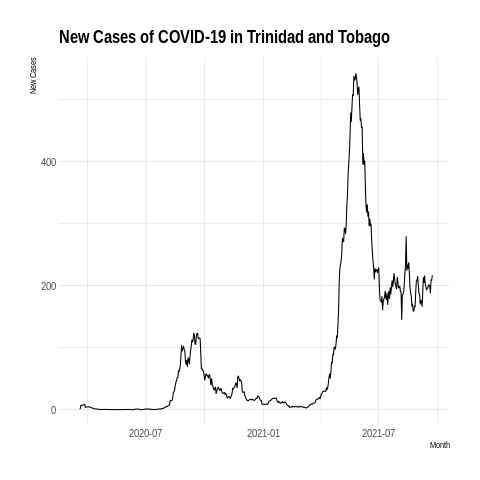 New Cases of COVID-19 in Trinidad and Tobago
New Cases
400
200
0
2020-07
2021-01
2021-07
Month